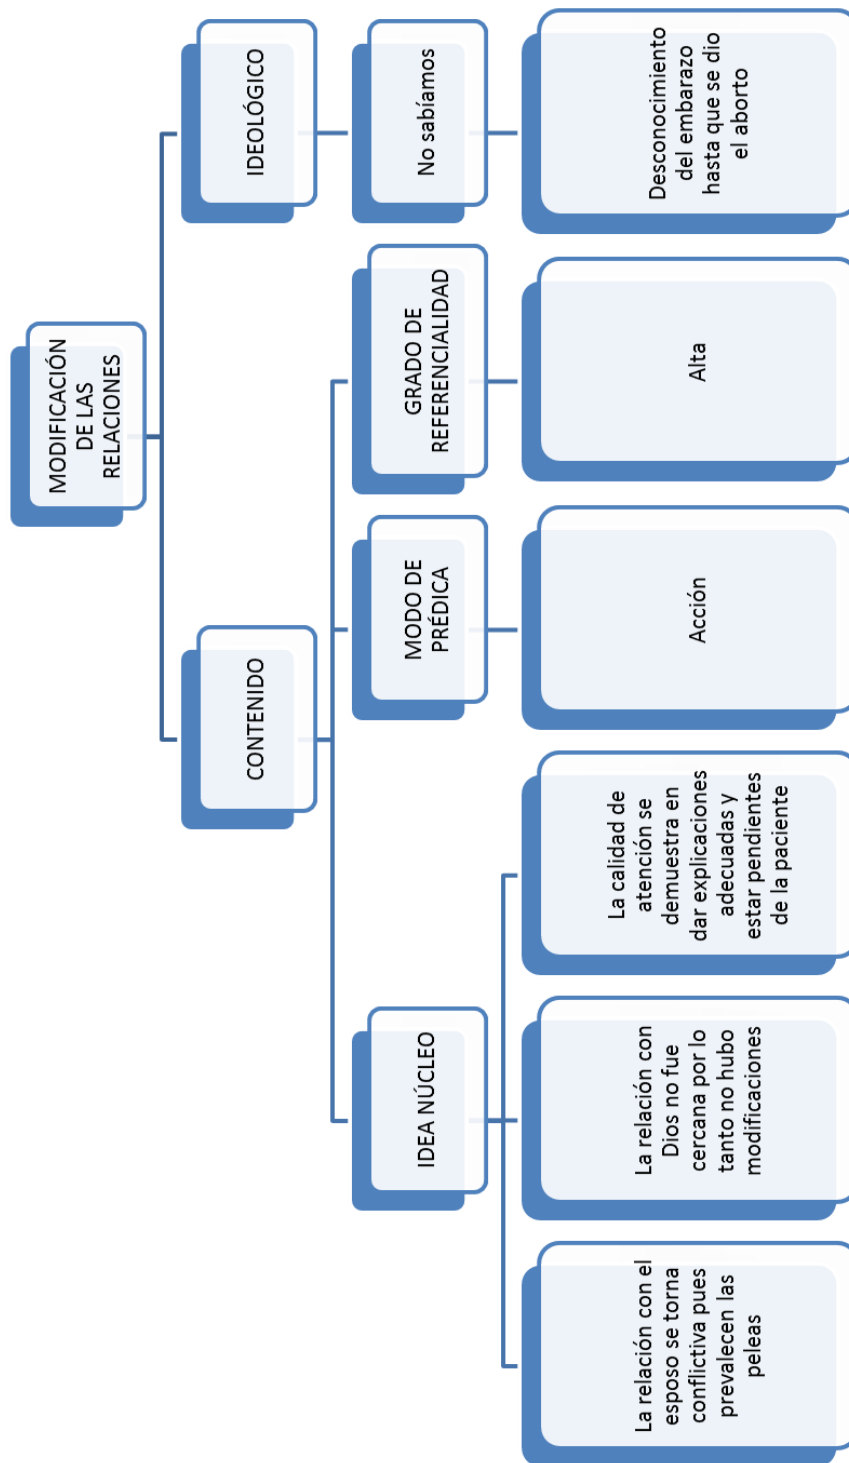 MODIFICACIÓN
DE LAS
RELACIONES
CONTENIDO
IDEOLÓGICO
IDEA NÚCLEO
MODO DE
PRÉDICA
GRADO DE
REFERENCIALIDAD
No sabíamos
La relación con el
esposo se torna
conflictiva pues
prevalecen las
peleas
La relación con
Dios no fue
cercana por lo
tanto no hubo
modificaciones
La calidad de
atención se
demuestra en
dar explicaciones
adecuadas y
estar pendientes
de la paciente
Acción
Alta
Desconocimiento
del embarazo
hasta que se dio
el aborto